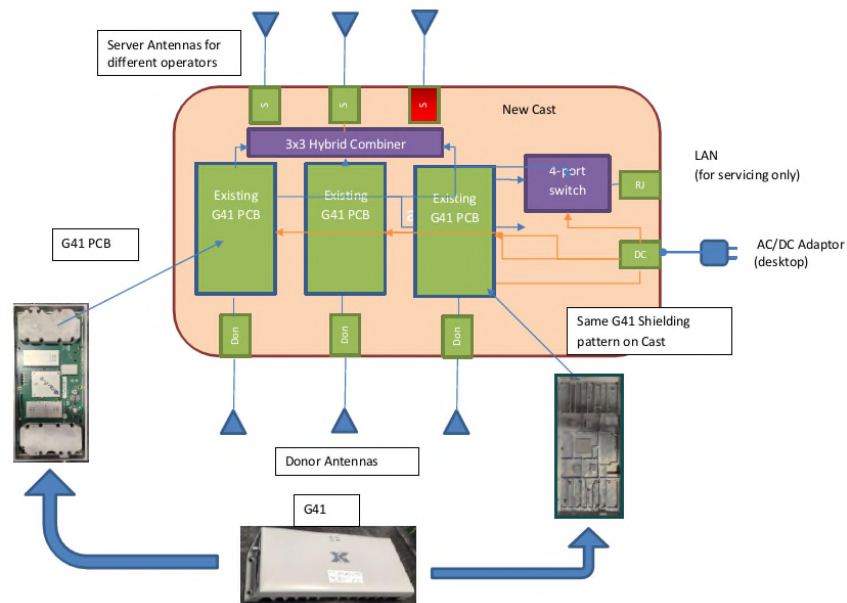 Server Antennas for
different operators
S
S
S
New Cast
3x3 Hybrid Combiner
Existing
G41 PCB
Existing
G41 PCB
Existing
G41 PCB
4-port
switch
RJ
LAN
(for servicing only)
G41 PCB
DC
AC/DC Adaptor
(desktop)
Don
Don
Don
Same G41 Shielding
pattern on Cast
Donor Antennas
G41